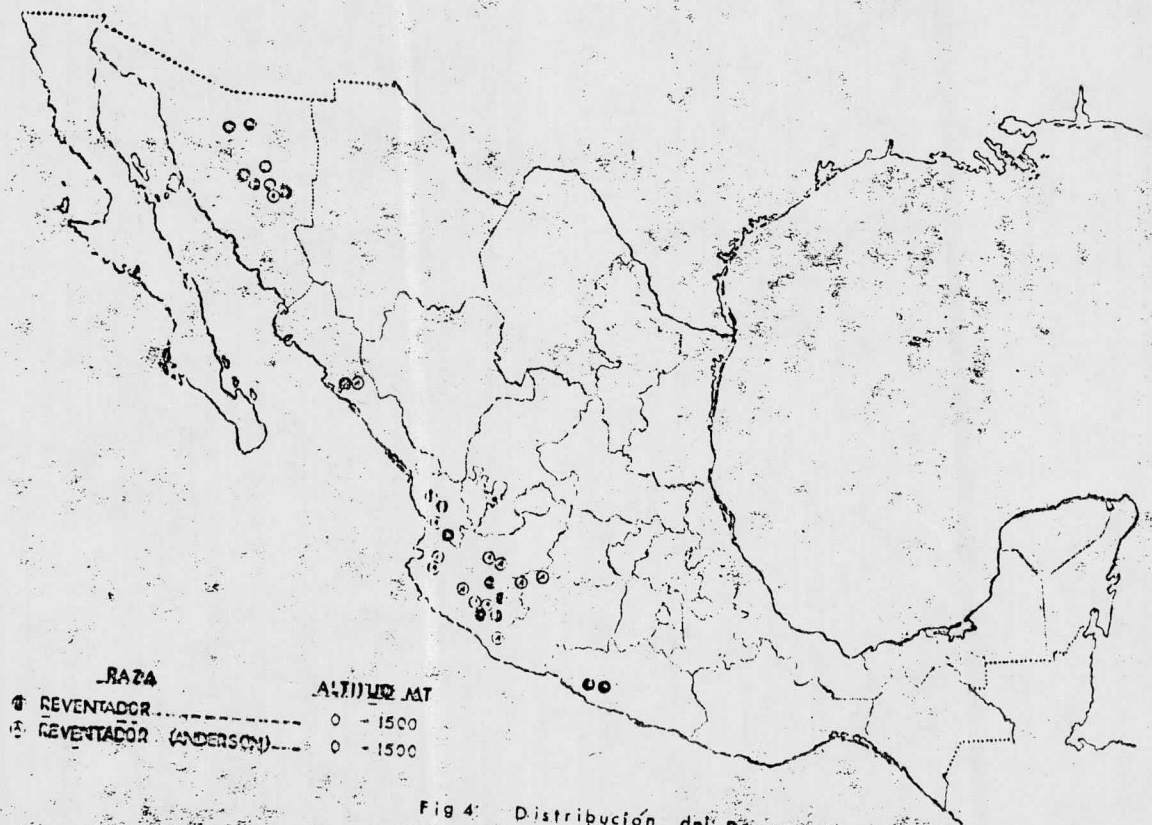 RAZA ALTITUD MT
REVENTADOR 0 - 1500
REVENTADOR (ANDERSON) 0 - 1500
Fig 4: Distribución del